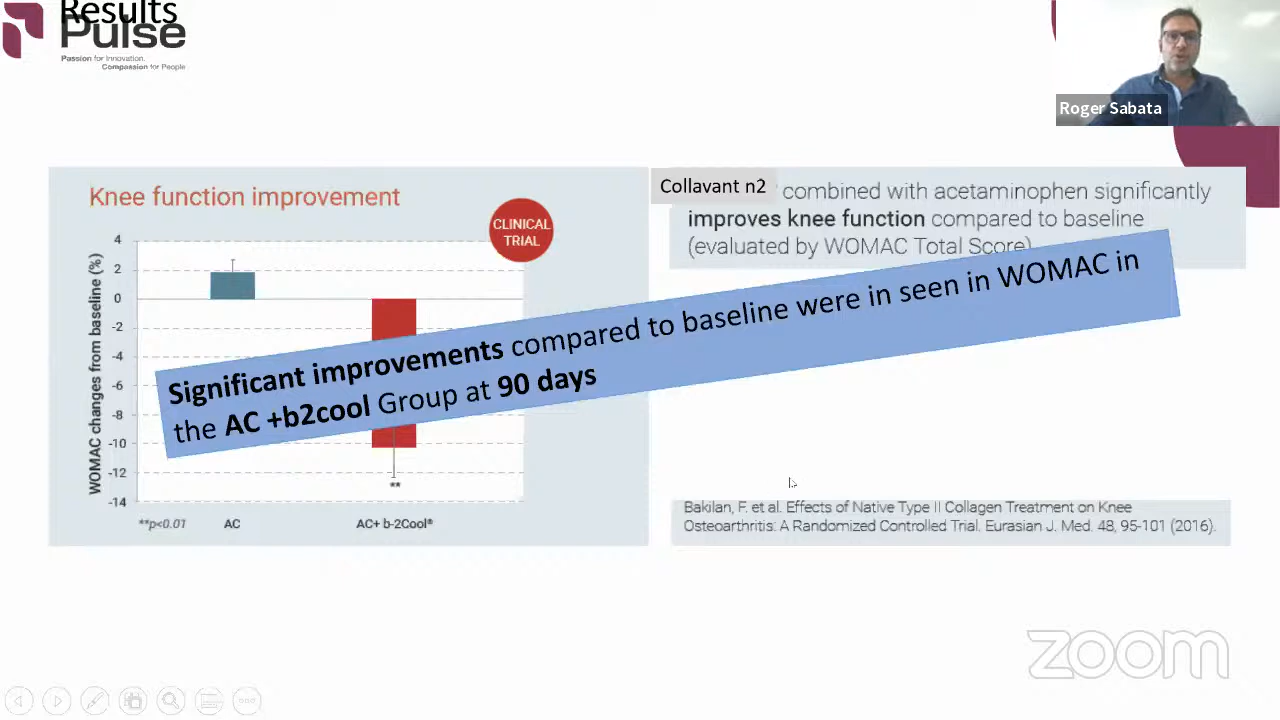 Results
Pulse
Passion for Innovation.
Compassion for People
Roger Sabata
Knee function improvement
CLINICAL
TRIAL
WOMAC changes from baseline (%)
4
2
0
-2
-4
-6
-8
-10
-12
-14
**
**p<0.01
AC
AC+ b-2Cool®
Collavant n2
combined with acetaminophen significantly
improves knee function compared to baseline
(evaluated by WOMAC Total Score)
Significant improvements compared to baseline were in seen in WOMAC in
the AC +b2cool Group at 90 days
Bakilan, F. et al. Effects of Native Type II Collagen Treatment on Knee
Osteoarthritis: A Randomized Controlled Trial. Eurasian J. Med. 48, 95-101 (2016).
zoom